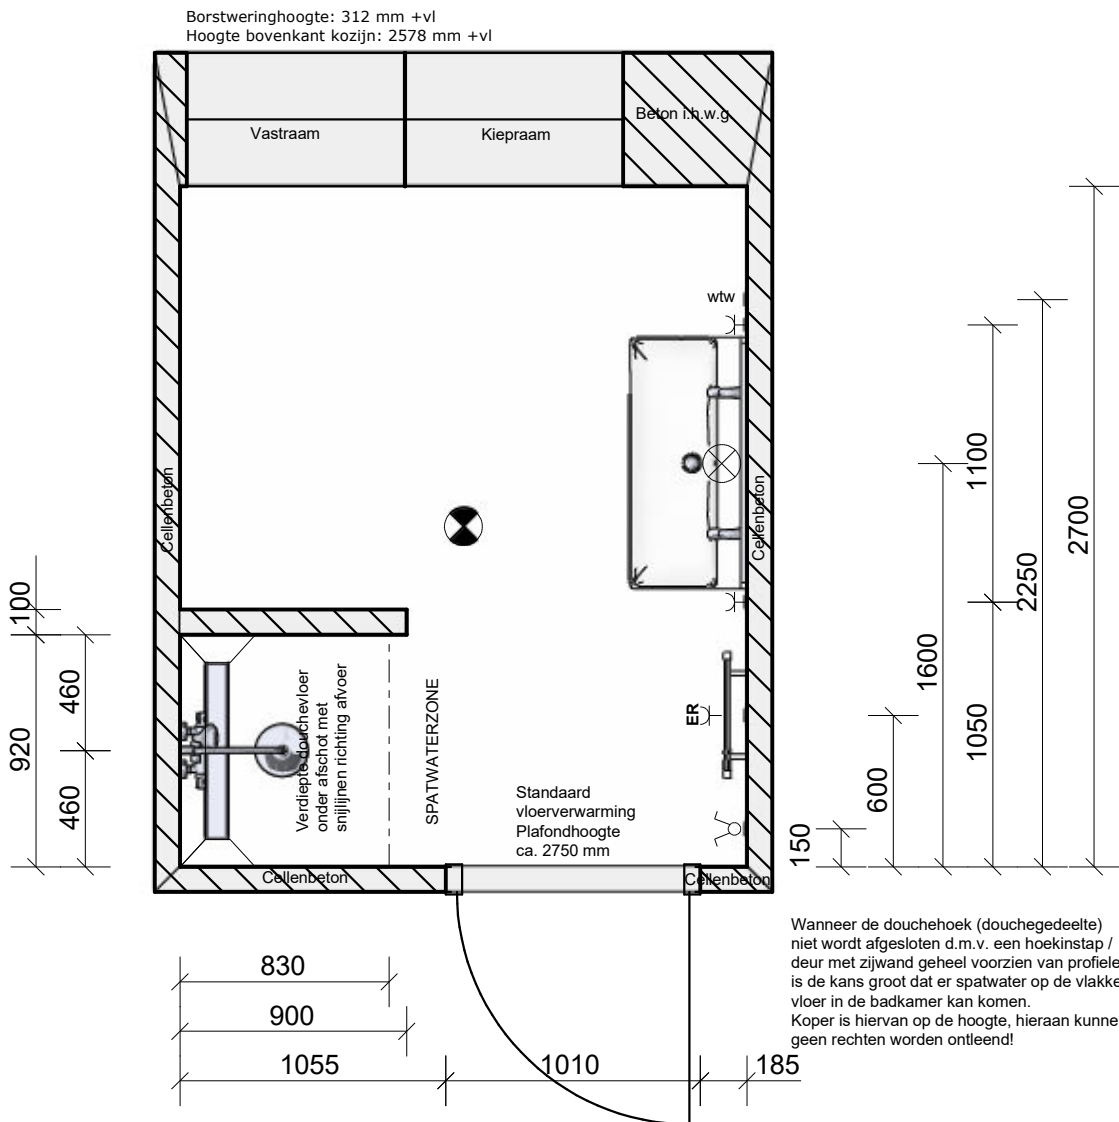 Borstweringhoogte: 312 mm +vl
Hoogte bovenkant kozijn: 2578 mm +vl
Vastraam
Kiepraam
Beton i.h.w.g.
wtw
Cellenbeton
Cellenbeton
1100
2700
2250
1600
1050
600
150
100
460
920
460
ER
Verdiepte douchevloer
onder afschot met
snijlijnen richting afvoer
SPATWATERZONE
Standaard
vloerverwarming
Plafondhoogte
ca. 2750 mm
Cellenbeton
Cellenbeton
830
900
1055
1010
185
Wanneer de douchehoek (douchegedeelte)
niet wordt afgesloten d.m.v. een hoekinstap /
deur met zijwand geheel voorzien van profiele
is de kans groot dat er spatwater op de vlakke
vloer in de badkamer kan komen.
Koper is hiervan op de hoogte, hieraan kunne
geen rechten worden ontleend!